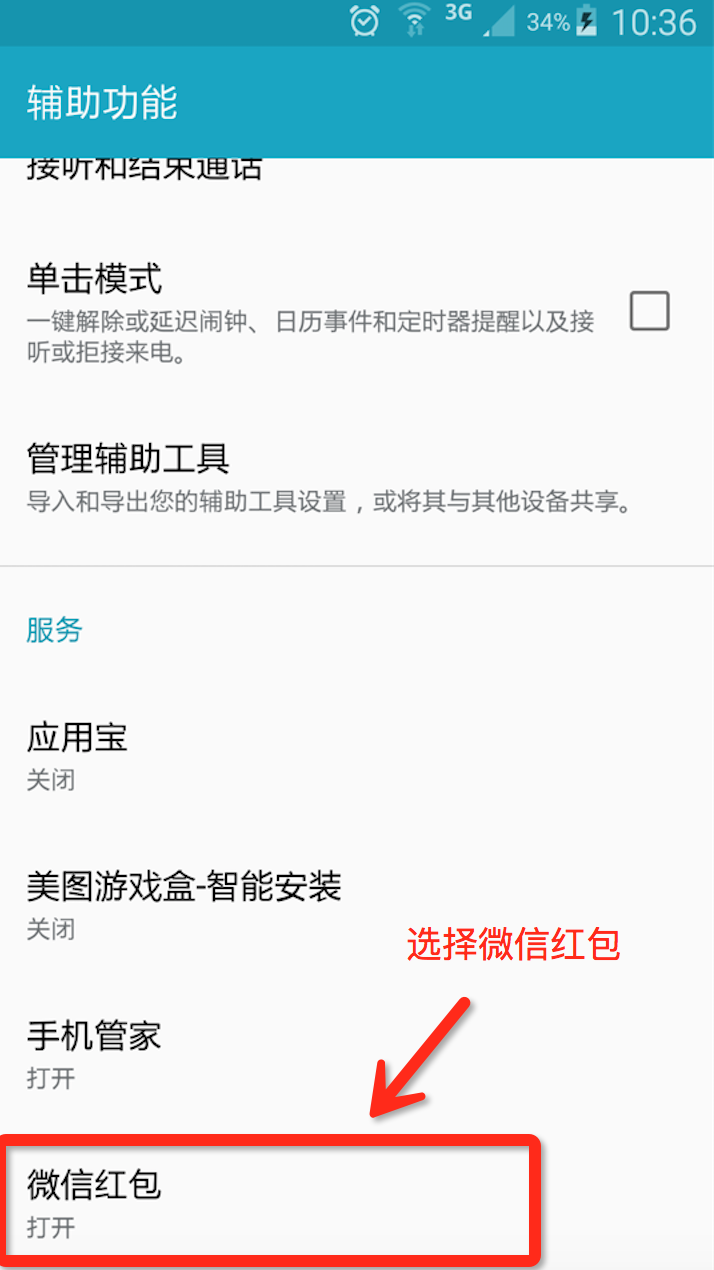 3G 34% 10:36
辅助功能
接听和结束通话
单击模式
一键解除或延迟闹钟、日历事件和定时器提醒以及接
听或拒接来电。
管理辅助工具
导入和导出您的辅助工具设置，或将其与其他设备共享。
服务
应用宝
关闭
美图游戏盒-智能安装
关闭
选择微信红包
手机管家
打开
微信红包
打开